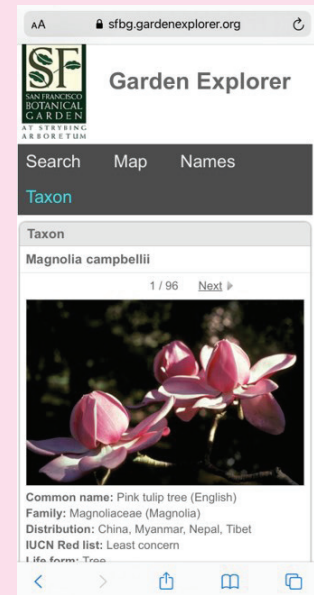 AA sfbg.gardenexplorer.org
SF
SAN FRANCISCO
BOTANICAL
GARDEN
AT STRYBING
ARBORETUM
Garden Explorer
Search Map Names
Taxon
Taxon
Magnolia campbellii
1 / 96 Next
Common name: Pink tulip tree (English)
Family: Magnoliaceae (Magnolia)
Distribution: China, Myanmar, Nepal, Tibet
IUCN Red list: Least concern
Life form: Tree